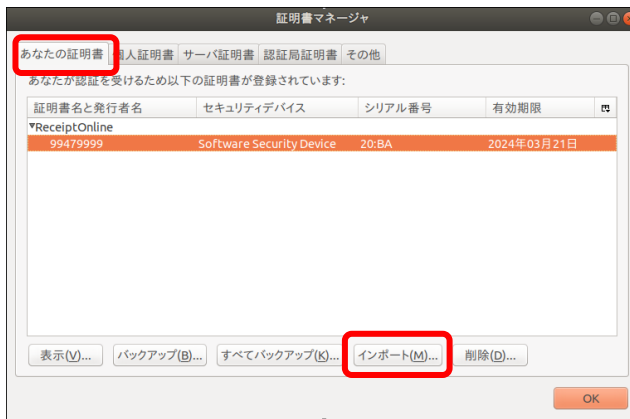 証明書マネージャ
あなたの証明書 個人証明書 サーバ証明書 認証局証明書 その他
あなたが認証を受けるため以下の証明書が登録されています:
証明書名と発行者名 セキュリティデバイス シリアル番号 有効期限
▼ReceiptOnline
99479999 Software Security Device 20:BA 2024年03月21日
表示(V)... バックアップ(B)... すべてバックアップ(K)... インポート(M)... 削除(D)...
OK